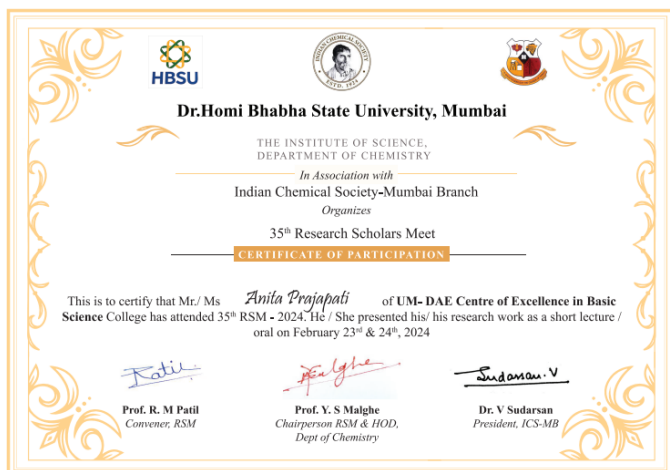 HBSU
INDIAN CHEMICAL SOCIETY
ESTD. 1924
Dr.Homi Bhabha State University, Mumbai
THE INSTITUTE OF SCIENCE,
DEPARTMENT OF CHEMISTRY
In Association with
Indian Chemical Society-Mumbai Branch
Organizes
35th Research Scholars Meet
CERTIFICATE OF PARTICIPATION
This is to certify that Mr./ Ms Anita Prajapati of UM- DAE Centre of Excellence in Basic
Science College has attended 35th RSM - 2024. He / She presented his/ his research work as a short lecture /
oral on February 23rd & 24th, 2024
Sudarsan. V
Prof. R. M Patil
Convener, RSM
Prof. Y. S Malghe
Chairperson RSM & HOD,
Dept of Chemistry
Dr. V Sudarsan
President, ICS-MB